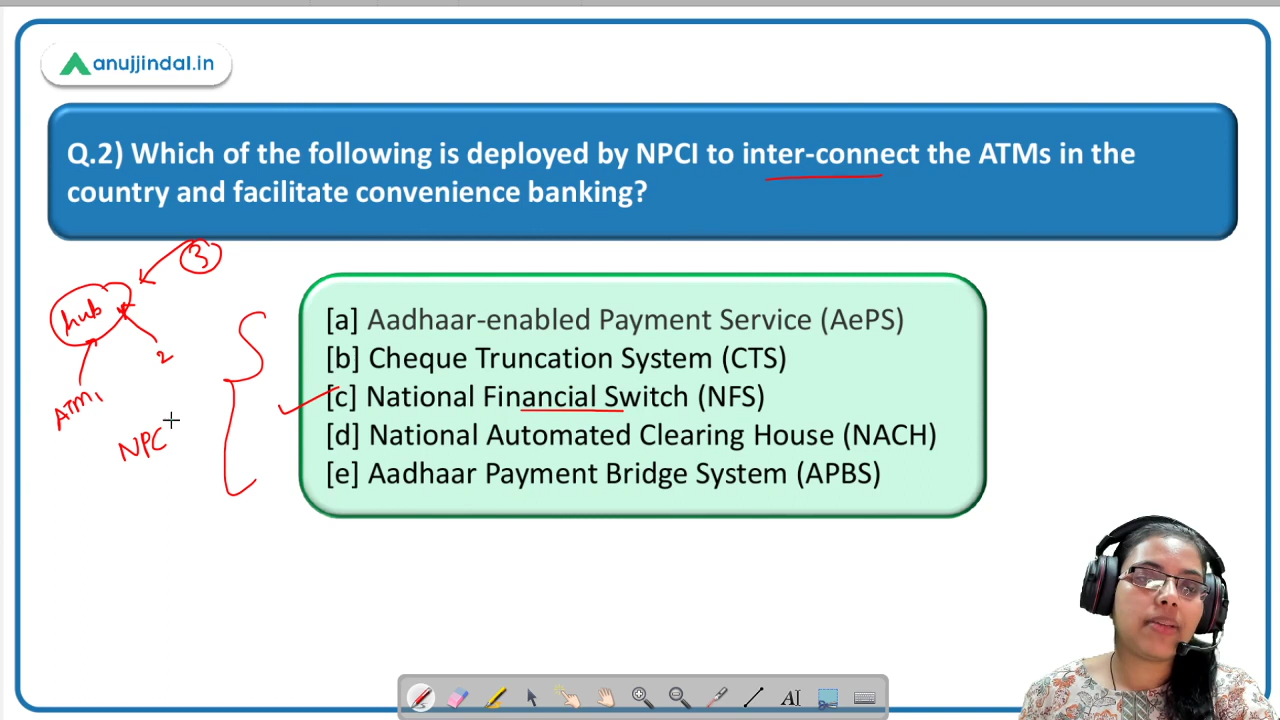 anujjindal.in
Q.2) Which of the following is deployed by NPCI to inter-connect the ATMs in the
country and facilitate convenience banking?
3
hub
2
ATM1
NPC
[a] Aadhaar-enabled Payment Service (AePS)
[b] Cheque Truncation System (CTS)
[c] National Financial Switch (NFS)
[d] National Automated Clearing House (NACH)
[e] Aadhaar Payment Bridge System (APBS)
AI